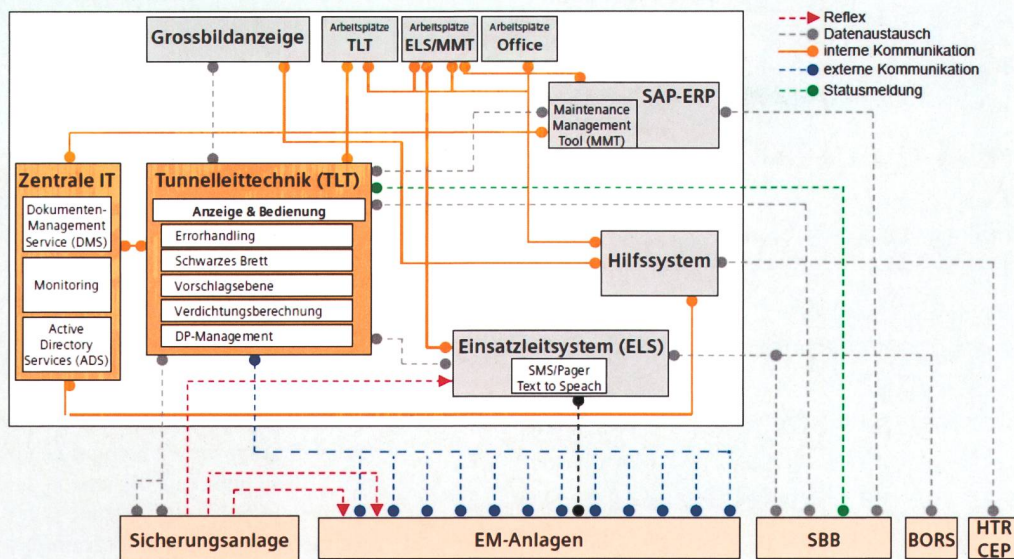 Grossbildanzeige
Arbeitsplätze
TLT
Arbeitsplätze
ELS/MMT
Arbeitsplätze
Office
Reflex
Datenaustausch
interne Kommunikation
externe Kommunikation
Statusmeldung
SAP-ERP
Maintenance
Management
Tool (MMT)
Zentrale IT
Dokumenten-
Management
Service (DMS)
Monitoring
Active
Directory
Services (ADS)
Tunnelleittechnik (TLT)
Anzeige & Bedienung
Errorhandling
Schwarzes Brett
Vorschlagsebene
Verdichtungsberechnung
DP-Management
Hilfssystem
Einsatzleitsystem (ELS)
SMS/Pager
Text to Speach
Sicherungsanlage
EM-Anlagen
SBB
BORS
HTR
CEP